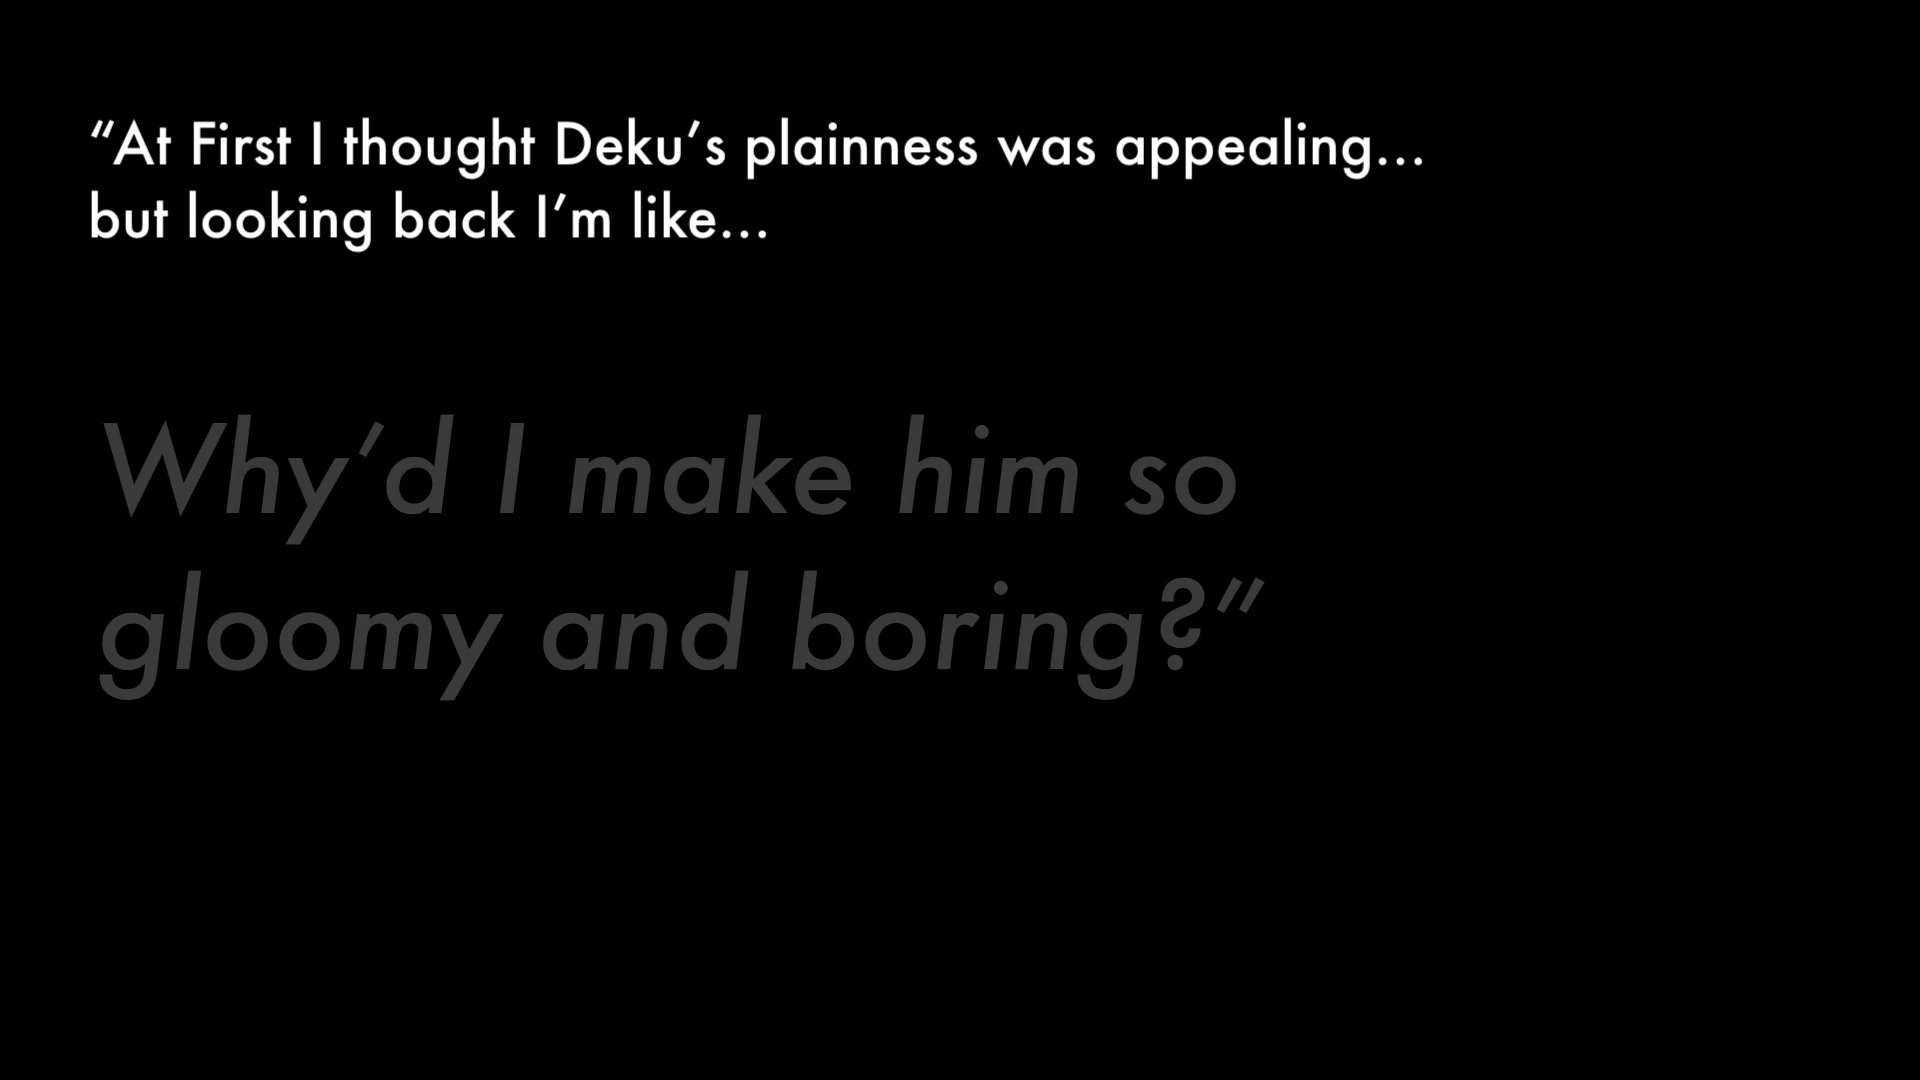 “At First I thought Deku’s plainness was appealing...
but looking back I’m like...
Why’d I make him so
gloomy and boring?”